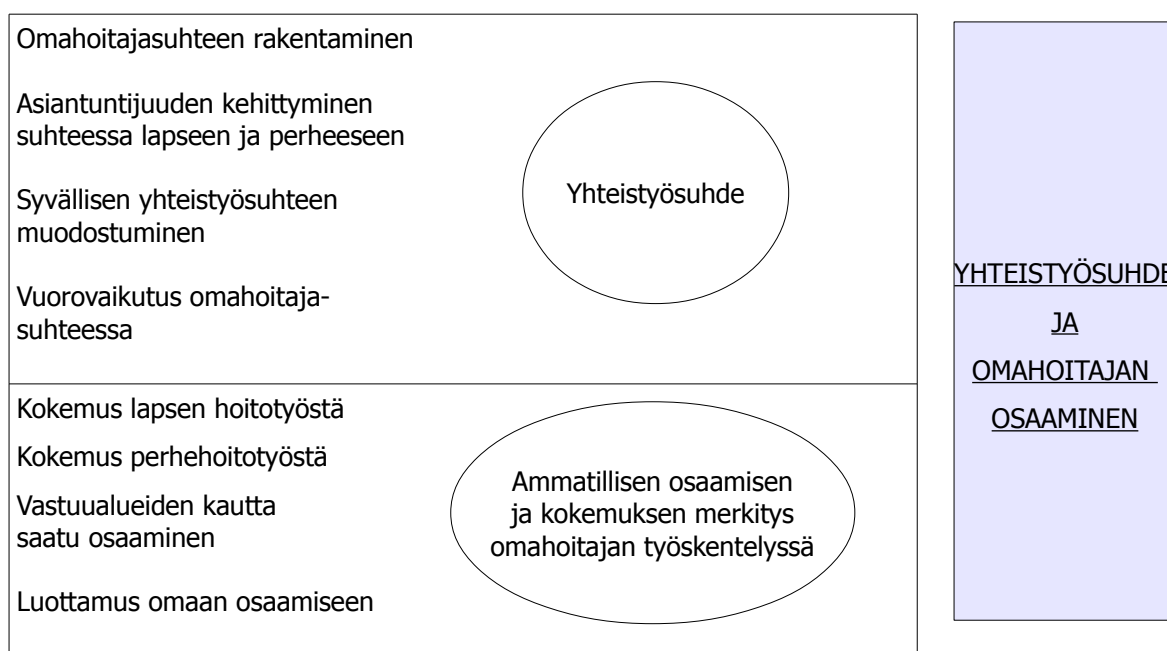 Omahoitajasuhteen rakentaminen
Asiantuntijuuden kehittyminen
suhteessa lapseen ja perheeseen
Syvällisen yhteistyösuhteen
muodostuminen
Vuorovaikutus omahoitaja-
suhteessa
Yhteistyösuhde
Kokemus lapsen hoitotyöstä
Kokemus perhehoitotyöstä
Vastuualueiden kautta
saatu osaaminen
Luottamus omaan osaamiseen
Ammatillisen osaamisen
ja kokemuksen merkitys
omahoitajan työskentelyssä
YHTEISTYÖSUHDE
JA
OMAHOITAJAN
OSAAMINEN